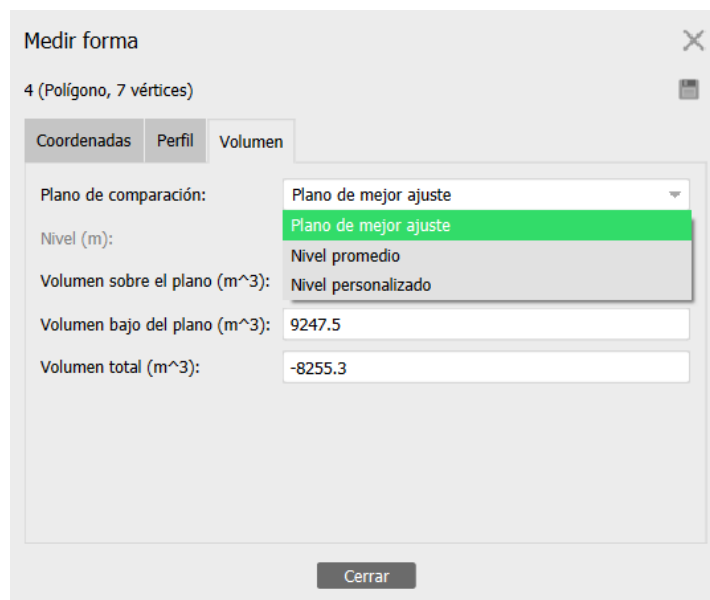 Medir forma
4 (Polígono, 7 vértices)
Coordenadas Perfil Volumen
Plano de comparación: Plano de mejor ajuste
Plano de mejor ajuste
Nivel (m):
Nivel promedio
Volumen sobre el plano (m^3): Nivel personalizado
Volumen bajo del plano (m^3): 9247.5
Volumen total (m^3): -8255.3
Cerrar